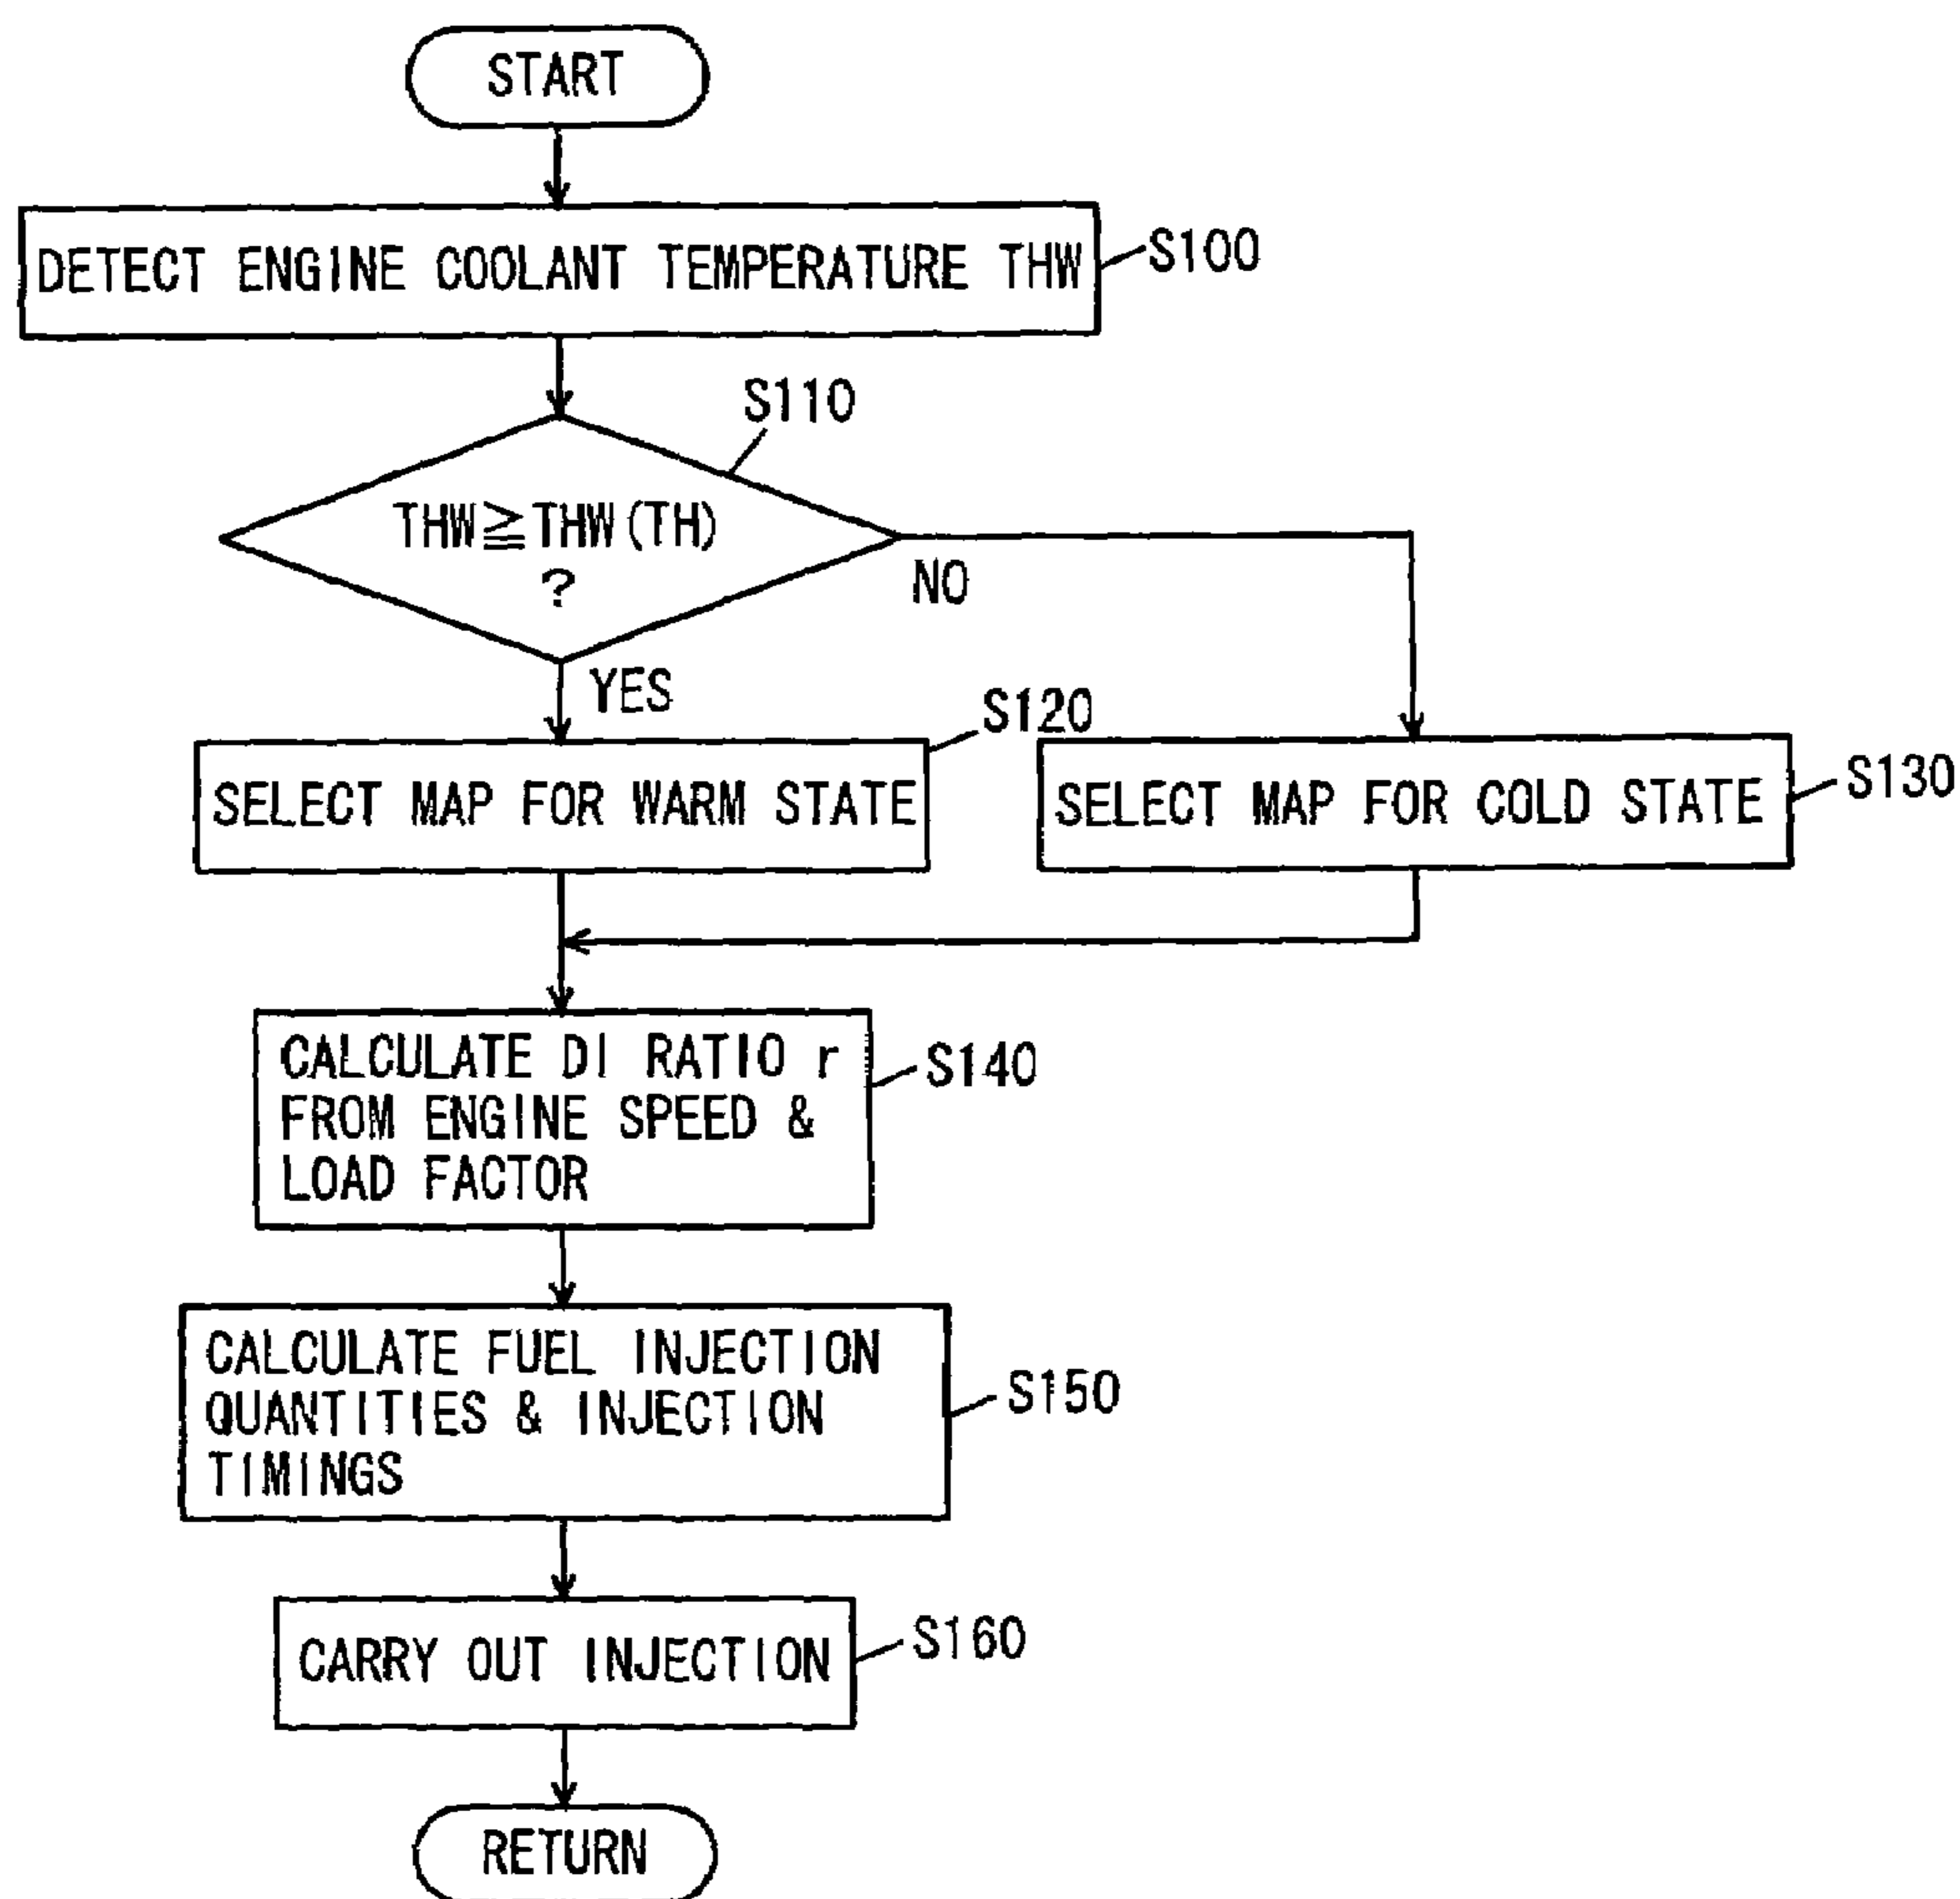 START
DETECT ENGINE COOLANT TEMPERATURE THW
S100
S110
THW≧THW(TH)
?
NO
YES
S120
SELECT MAP FOR WARM STATE
SELECT MAP FOR COLD STATE
S130
CALCULATE DI RATIO r
FROM ENGINE SPEED &
LOAD FACTOR
S140
CALCULATE FUEL INJECTION
QUANTITIES & INJECTION
TIMINGS
S150
CARRY OUT INJECTION
S160
RETURN